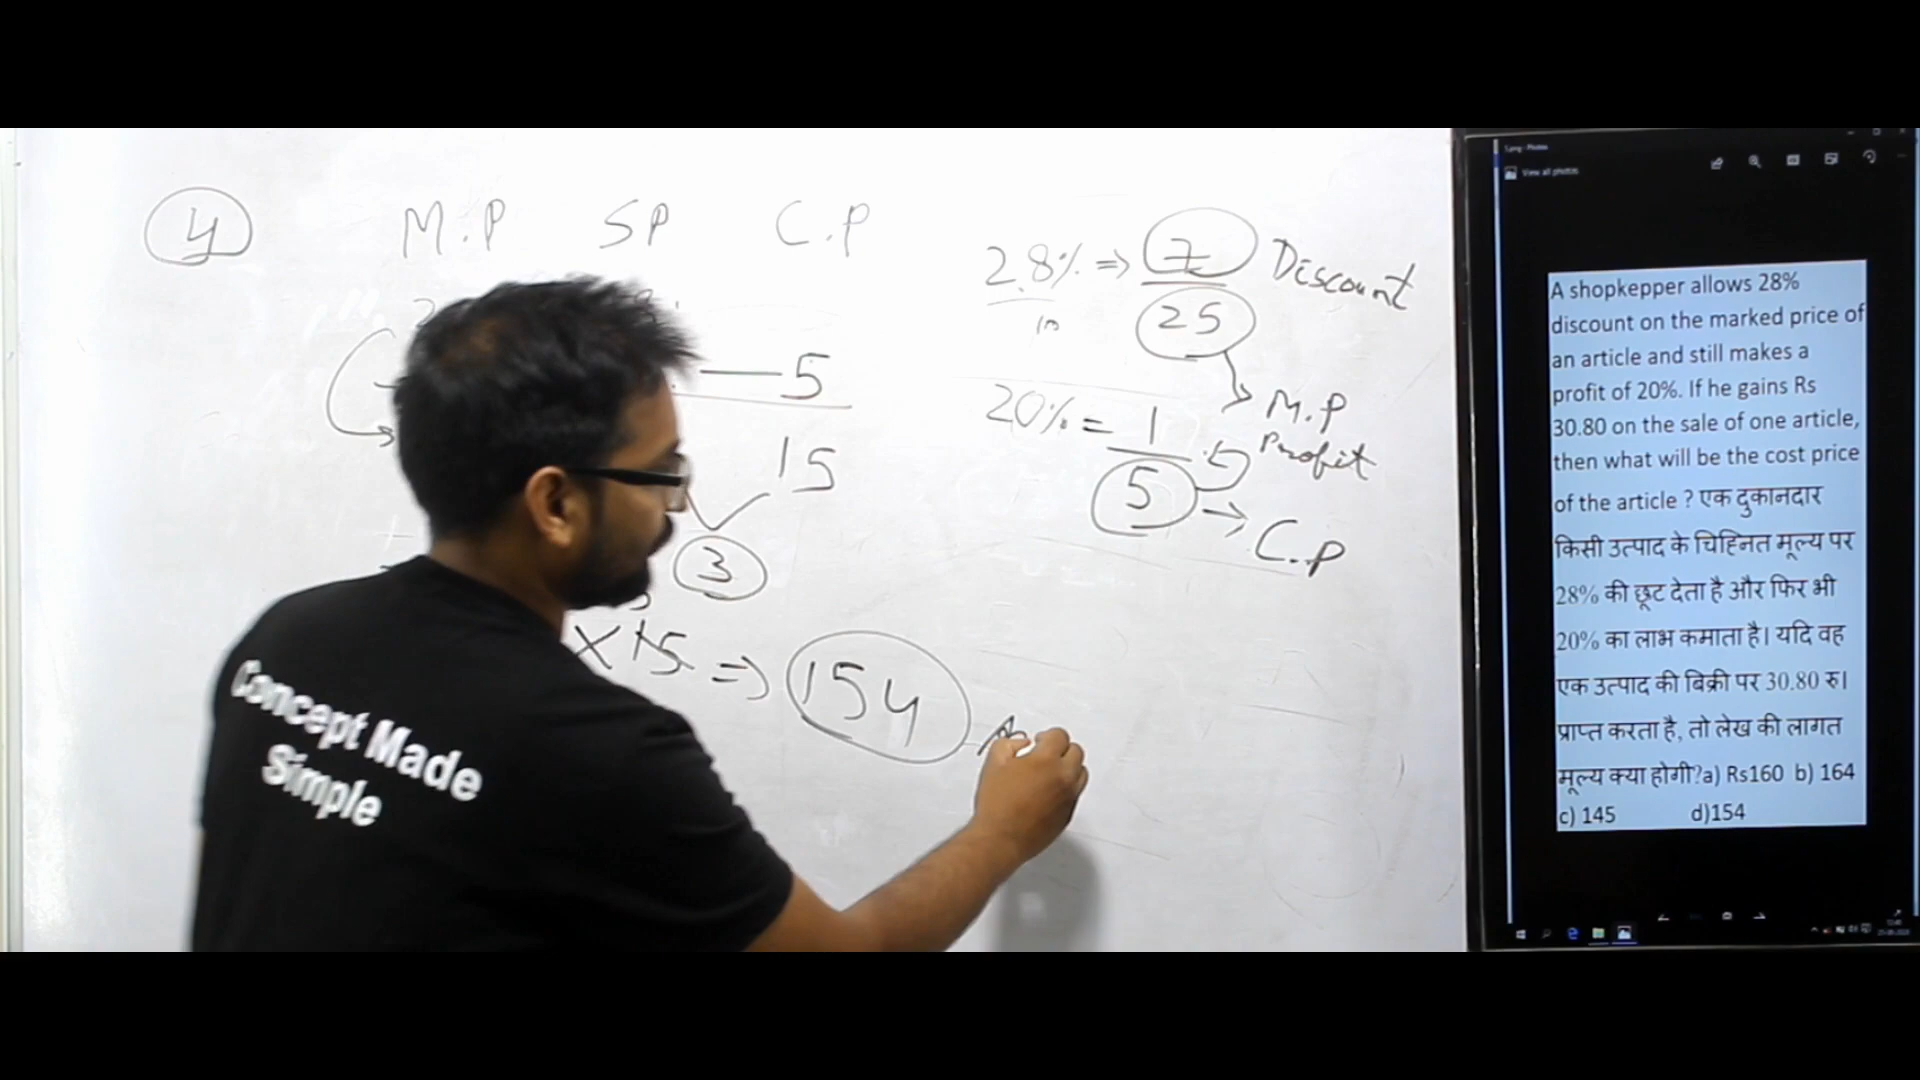 4
M.P SP C.P
28% => 7 Discount
25
M.P
5
20% = 1 Profit
15
5 → C.P
3
x 15 => 154
Concept Made
Simple
View all photos
A shopkepper allows 28%
discount on the marked price of
an article and still makes a
profit of 20%. If he gains Rs
30.80 on the sale of one article,
then what will be the cost price
of the article ? एक दुकानदार
किसी उत्पाद के चिह्नित मूल्य पर
28% की छूट देता है और फिर भी
20% का लाभ कमाता है। यदि वह
एक उत्पाद की बिक्री पर 30.80 रु।
प्राप्त करता है, तो लेख की लागत
मूल्य क्या होगी?a) Rs160 b) 164
c) 145 d)154